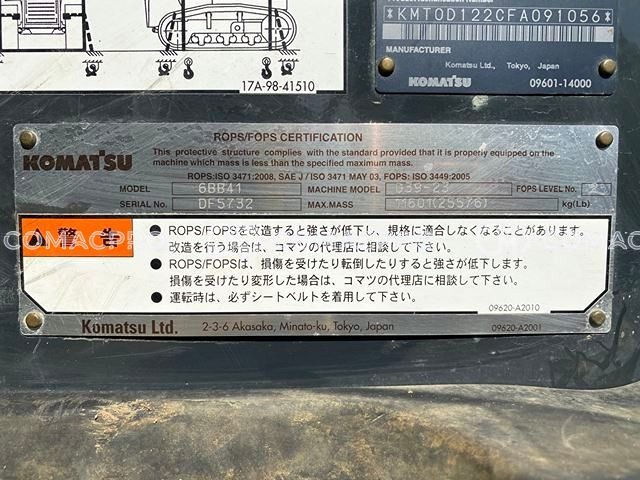 *KMT0D122CFA091056*
MANUFACTURER
Komatsu Ltd., Tokyo, Japan
KOMATSU 09601-14000
17A-98-41510
ROPS/FOPS CERTIFICATION
KOMATSU
This protective structure complies with the standard provided that it is properly equipped on the
machine which mass is less than the specified maximum mass.
ROPS:ISO 3471:2008, SAE J / ISO 3471 MAY 03, FOPS: ISO 3449:2005
MODEL 6BB41 MACHINE MODEL D39-23 FOPS LEVEL NO. 2
SERIAL NO. DF5732 MAX.MASS 11601(25576) kg(Lb)
警告
● ROPS/FOPSを改造すると強さが低下し、規格に適合しなくなることがあります。
改造を行う場合は、コマツの代理店に相談して下さい。
● ROPS/FOPSは、損傷を受けたり転倒したりすると強さが低下します。
損傷を受けたり変形した場合は、コマツの代理店に相談して下さい。
● 運転時は、必ずシートベルトを着用して下さい。
09620-A2010
Komatsu Ltd. 2-3-6 Akasaka, Minato-ku, Tokyo, Japan 09620-A2001